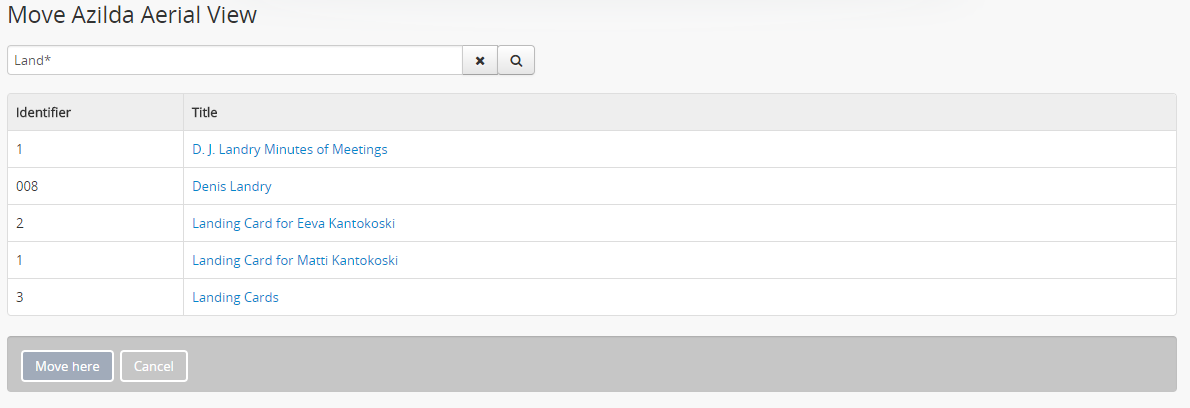 Move Azilda Aerial View
Land*
Identifier Title
1 D. J. Landry Minutes of Meetings
008 Denis Landry
2 Landing Card for Eeva Kantokoski
1 Landing Card for Matti Kantokoski
3 Landing Cards
Move here Cancel